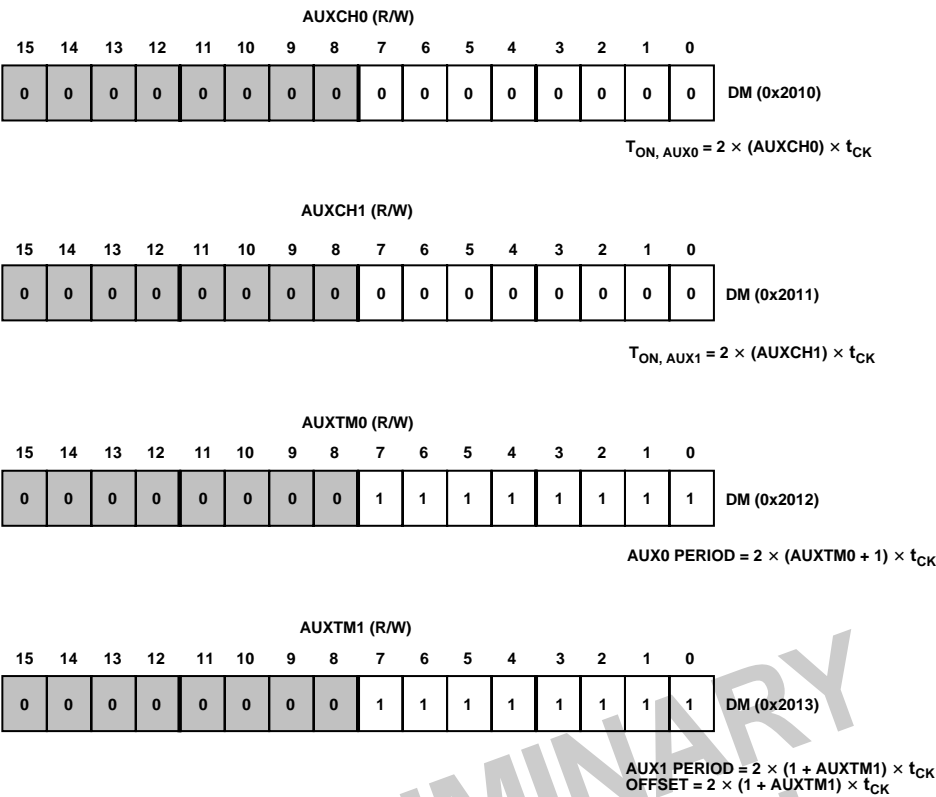 AUXCH0 (R/W)
15 14 13 12 11 10 9 8 7 6 5 4 3 2 1 0
0 0 0 0 0 0 0 0 0 0 0 0 0 0 0 0 DM (0x2010)
T_ON, AUX0 = 2 × (AUXCH0) × t_CK
AUXCH1 (R/W)
15 14 13 12 11 10 9 8 7 6 5 4 3 2 1 0
0 0 0 0 0 0 0 0 0 0 0 0 0 0 0 0 DM (0x2011)
T_ON, AUX1 = 2 × (AUXCH1) × t_CK
AUXTM0 (R/W)
15 14 13 12 11 10 9 8 7 6 5 4 3 2 1 0
0 0 0 0 0 0 0 0 1 1 1 1 1 1 1 1 DM (0x2012)
AUX0 PERIOD = 2 × (AUXTM0 + 1) × t_CK
AUXTM1 (R/W)
15 14 13 12 11 10 9 8 7 6 5 4 3 2 1 0
0 0 0 0 0 0 0 0 1 1 1 1 1 1 1 1 DM (0x2013)
AUX1 PERIOD = 2 × (1 + AUXTM1) × t_CK
OFFSET = 2 × (1 + AUXTM1) × t_CK